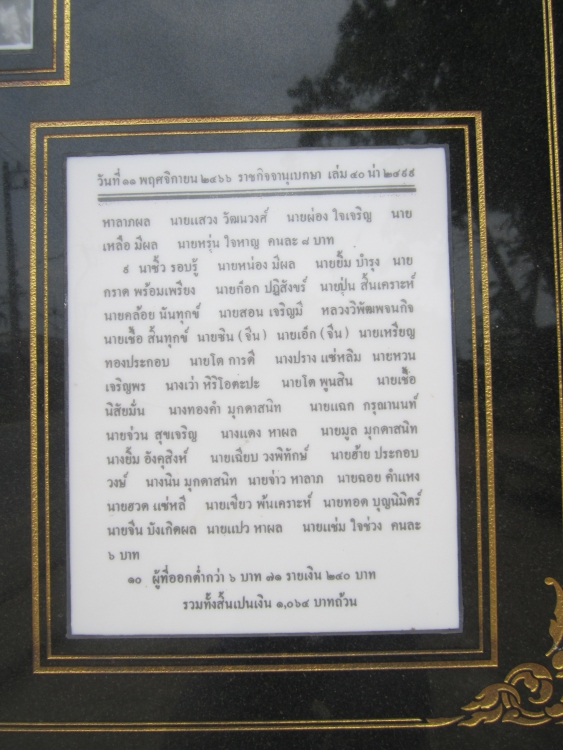 วันที่ ๑๑ พฤศจิกายน ๒๔๖๖ ราชกิจจานุเบกษา เล่ม ๔๐ น่า ๒๔๙๙
หาลาภผล นายแสวง วัฒนวงศ์ นายผ่อง ใจเจริญ นาย
เหลือ มีผล นายหรุ่น ใจหาญ คนละ ๘ บาท
๙ นาซิ้ว รอบรู้ นายหน่อง มีผล นายยิ้ม บำรุง นาย
กราด พร้อมเพรียง นายก๊อก ปฏิสังขร์ นายปุ่น สิ้นเคราะห์
นายคล้อย นันทุกข์ นายสอน เจริญมี หลวงวิพัฒพจนกิจ
นายเชื้อ สิ้นทุกข์ นายซิน (จีน) นายเอ็ก (จีน) นายเหรียญ
ทองประกอบ นายโต การดี นางปราง แซ่หลิม นายหวน
เจริญพร นางเว่า หิริโอตะปะ นายโต พูนสิน นายเชื้อ
นิสัยมั่น นางทองคำ มุกดาสนิท นายแฉก กรุณานนท์
นายจ่วน สุขเจริญ นางแดง หาผล นายมูล มุกดาสนิท
นางยิ้ม อังคุสิงห์ นายเฉียบ วงพิทักษ์ นายฮ้าย ประกอบ
วงษ์ นางนิน มุกดาสนิท นายจ่าว หาลาภ นายฉอย คำแหง
นายฮวด แซ่หลี นายเขียว พ้นเคราะห์ นายทอด บุญนิมิตร์
นายจีน บังเกิดผล นายแปว หาผล นายแช่ม ใจช่วง คนละ
๖ บาท
๑๐ ผู้ที่ออกต่ำกว่า ๖ บาท ๗๑ รายเงิน ๒๔๐ บาท
รวมทั้งสิ้นเปนเงิน ๑,๐๖๔ บาทถ้วน